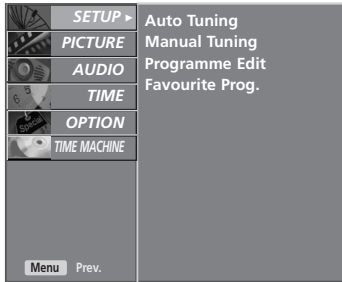 SETUP ▸
PICTURE
AUDIO
TIME
OPTION
TIME MACHINE
Auto Tuning
Manual Tuning
Programme Edit
Favourite Prog.
Menu Prev.